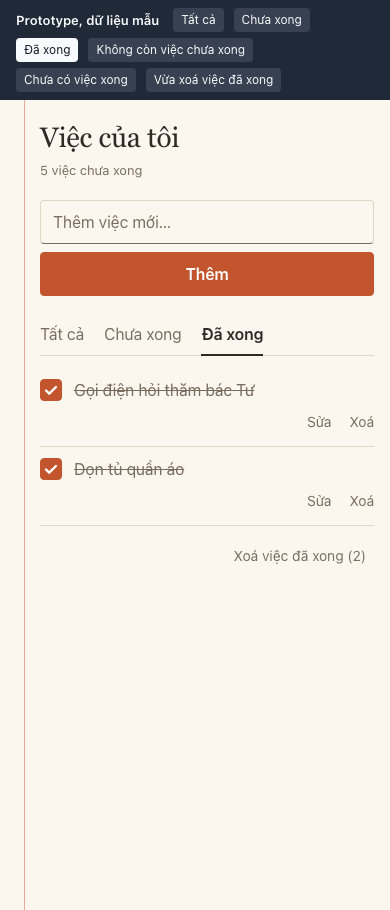 Prototype, dữ liệu mẫu Tất cả Chưa xong
Đã xong Không còn việc chưa xong
Chưa có việc xong Vừa xoá việc đã xong
Việc của tôi
5 việc chưa xong
Thêm việc mới...
Thêm
Tất cả Chưa xong Đã xong
Gọi điện hỏi thăm bác Tư
Sửa Xoá
Dọn tủ quần áo
Sửa Xoá
Xoá việc đã xong (2)